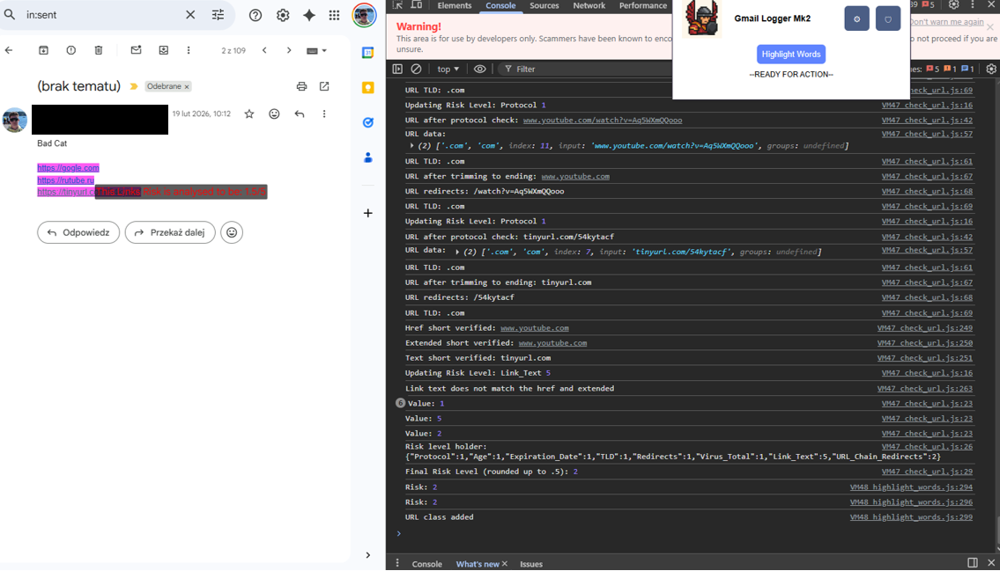 in:sent
2 z 109
(brak tematu)
Odebrane ×
19 lut 2026, 10:12
Bad Cat
https://gogle.com
https://rutube.ru
https://tinyurl.c
The Links Risk is analysed to be: 1.5/5
Odpowiedz
Przekaż dalej
31
Elements Console Sources Network Performance
39 5
Warning!
This area is for use by developers only. Scammers have been known to enco
Don't warn me again
o not proceed if you are
unsure.
top Filter
ues: 5 1 1
Gmail Logger Mk2
Highlight Words
--READY FOR ACTION--
URL TLD: .com VM47 check_url.js:69
Updating Risk Level: Protocol 1 VM47 check_url.js:16
URL after protocol check: www.youtube.com/watch?v=Aq5WXmQQooo VM47 check_url.js:42
URL data: VM47 check_url.js:57
(2) ['.com', 'com', index: 11, input: 'www.youtube.com/watch?v=Aq5WXmQQooo', groups: undefined]
URL TLD: .com VM47 check_url.js:61
URL after trimming to ending: www.youtube.com VM47 check_url.js:67
URL redirects: /watch?v=Aq5WXmQQooo VM47 check_url.js:68
URL TLD: .com VM47 check_url.js:69
Updating Risk Level: Protocol 1 VM47 check_url.js:16
URL after protocol check: tinyurl.com/54kytacf VM47 check_url.js:42
URL data: (2) ['.com', 'com', index: 7, input: 'tinyurl.com/54kytacf', groups: undefined] VM47 check_url.js:57
URL TLD: .com VM47 check_url.js:61
URL after trimming to ending: tinyurl.com VM47 check_url.js:67
URL redirects: /54kytacf VM47 check_url.js:68
URL TLD: .com VM47 check_url.js:69
Href short verified: www.youtube.com VM47 check_url.js:249
Extended short verified: www.youtube.com VM47 check_url.js:250
Text short verified: tinyurl.com VM47 check_url.js:251
Updating Risk Level: Link_Text 5 VM47 check_url.js:16
Link text does not match the href and extended VM47 check_url.js:263
6 Value: 1 VM47 check_url.js:23
Value: 5 VM47 check_url.js:23
Value: 2 VM47 check_url.js:23
Risk level holder: VM47 check_url.js:26
{"Protocol":1,"Age":1,"Expiration_Date":1,"TLD":1,"Redirects":1,"Virus_Total":1,"Link_Text":5,"URL_Chain_Redirects":2}
Final Risk Level (rounded up to .5): 2 VM47 check_url.js:29
Risk: 2 VM48 highlight_words.js:294
Risk: 2 VM48 highlight_words.js:296
URL class added VM48 highlight_words.js:299
Console What's new × Issues